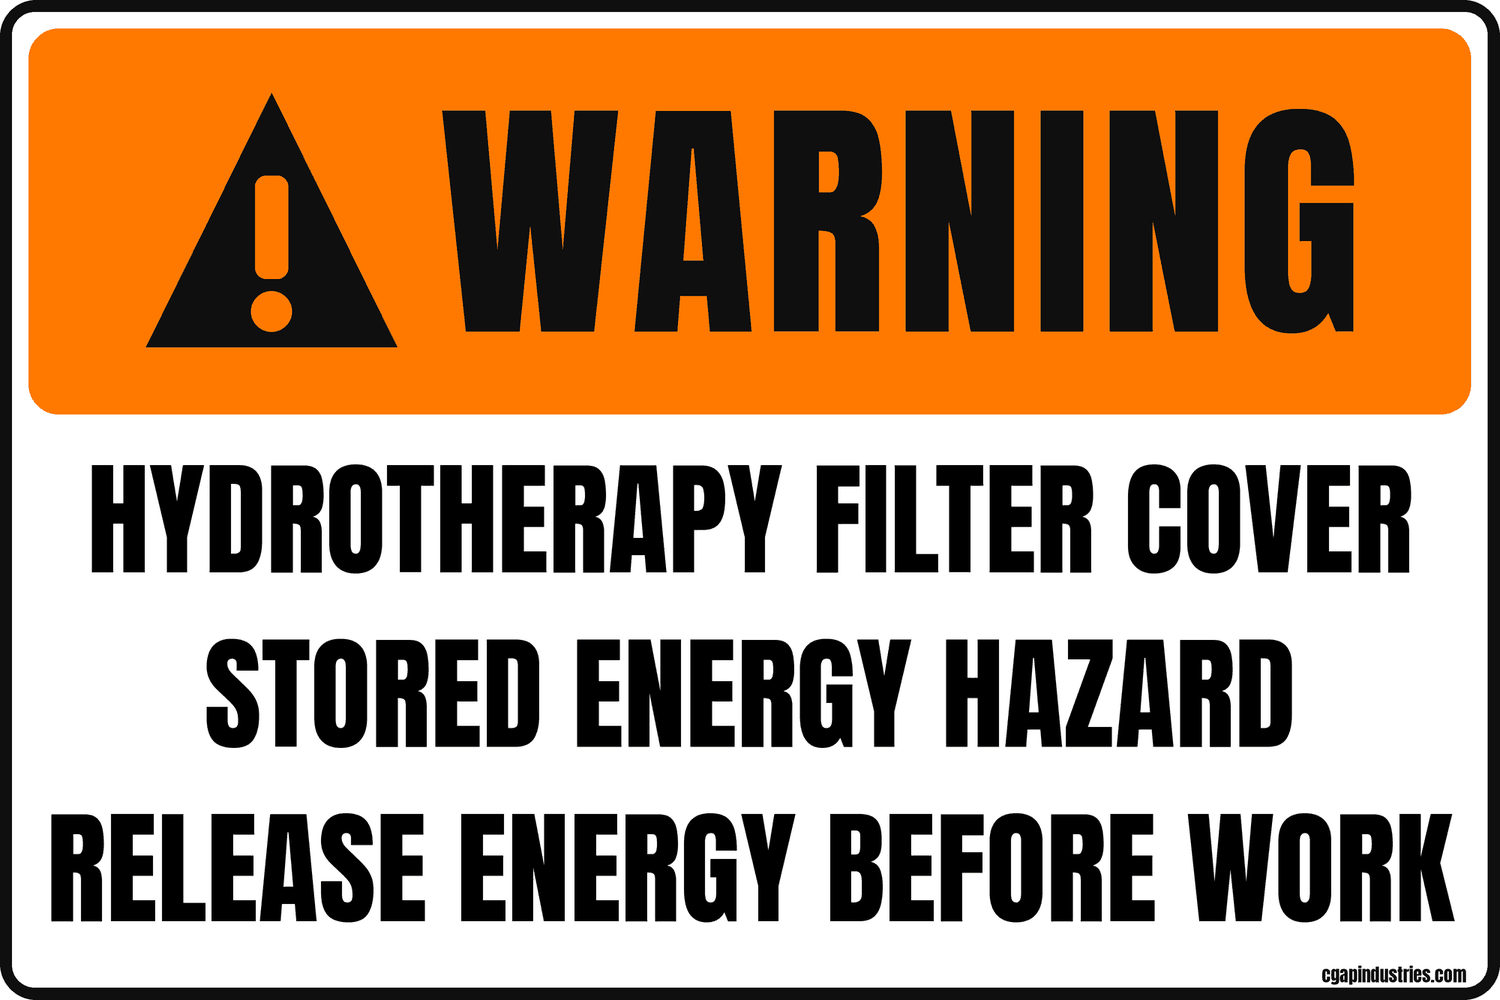 WARNING
HYDROTHERAPY FILTER COVER
STORED ENERGY HAZARD
RELEASE ENERGY BEFORE WORK
cgapindustries.com